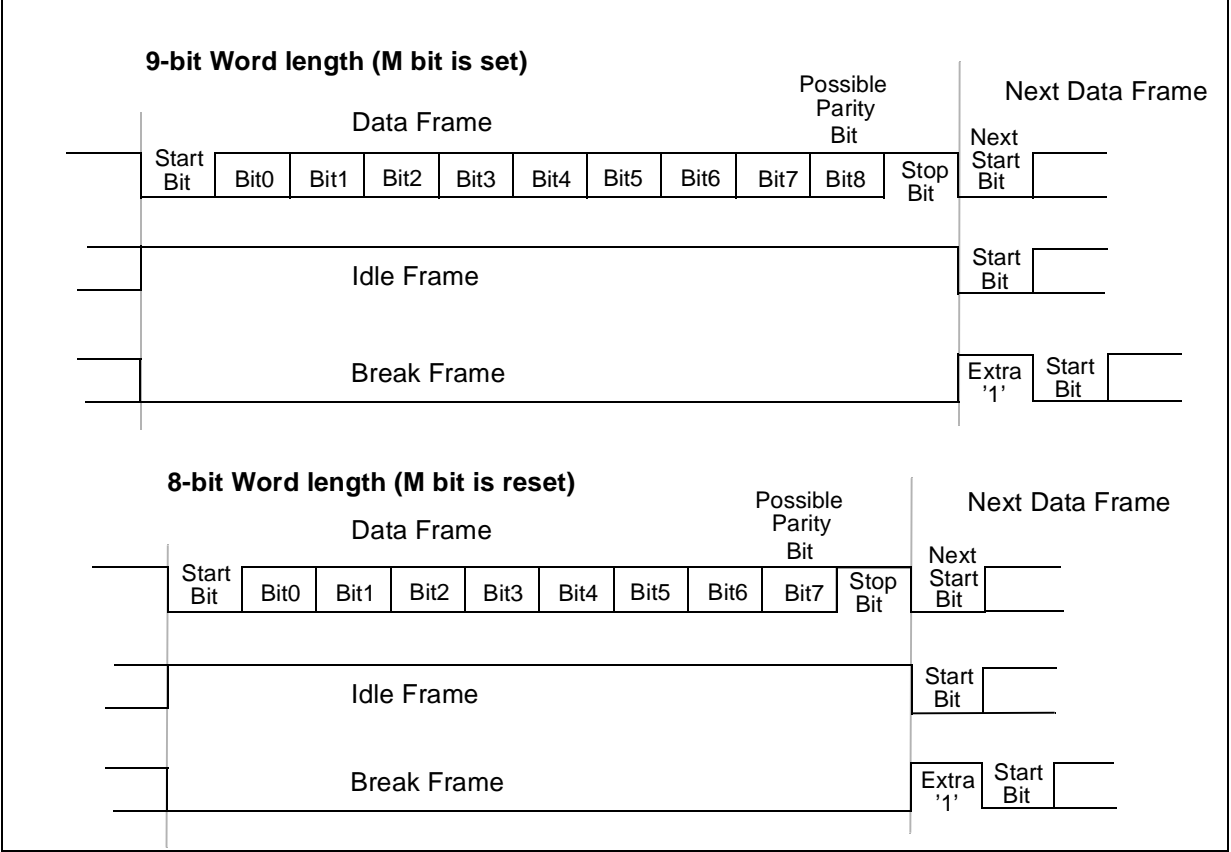 9-bit Word length (M bit is set)
Possible
Parity
Bit
Next Data Frame
Data Frame
Next
Start
Bit
Start
Bit
Bit0
Bit1
Bit2
Bit3
Bit4
Bit5
Bit6
Bit7
Bit8
Stop
Bit
Idle Frame
Start
Bit
Break Frame
Extra
'1'
Start
Bit
8-bit Word length (M bit is reset)
Possible
Parity
Bit
Next Data Frame
Data Frame
Next
Start
Bit
Start
Bit
Bit0
Bit1
Bit2
Bit3
Bit4
Bit5
Bit6
Bit7
Stop
Bit
Idle Frame
Start
Bit
Break Frame
Extra
'1'
Start
Bit